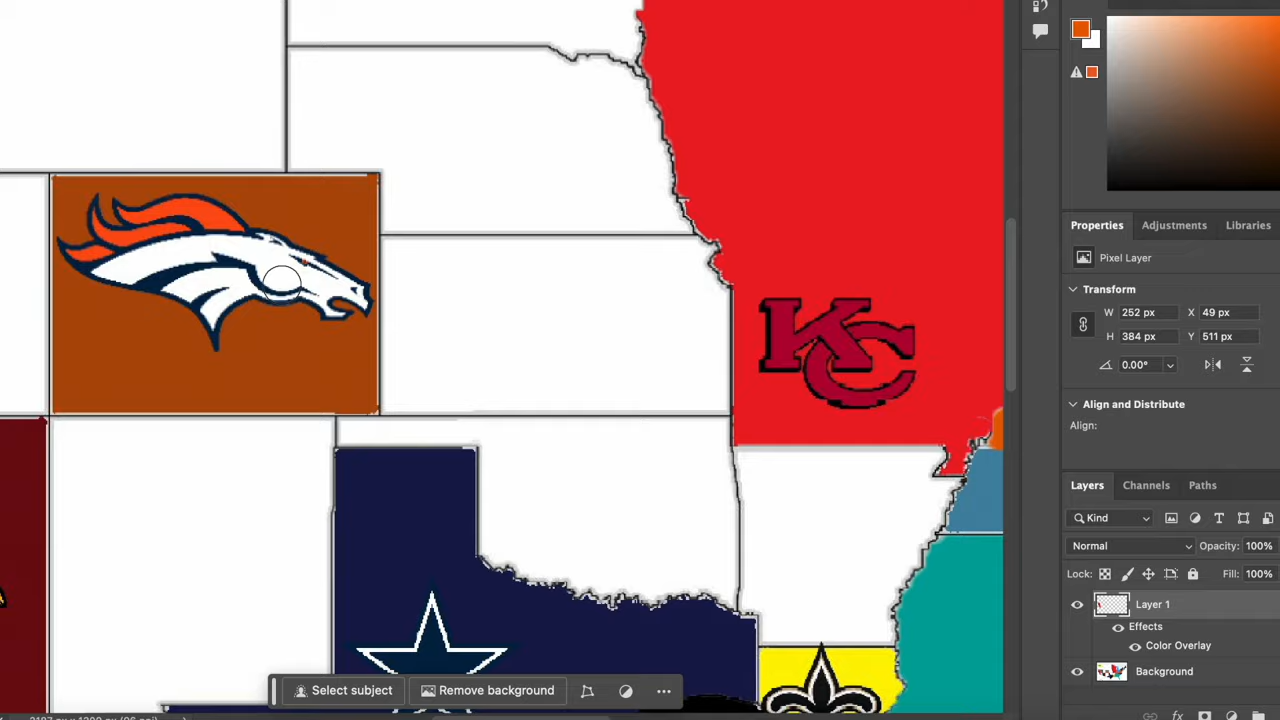 Properties Adjustments Libraries
Pixel Layer
Transform
W 252 px X 49 px
H 384 px Y 511 px
0.00°
KC
Align and Distribute
Align:
Layers Channels Paths
Kind
Normal Opacity: 100%
Lock: Fill: 100%
Layer 1
Effects
Color Overlay
Background
Select subject Remove background ...